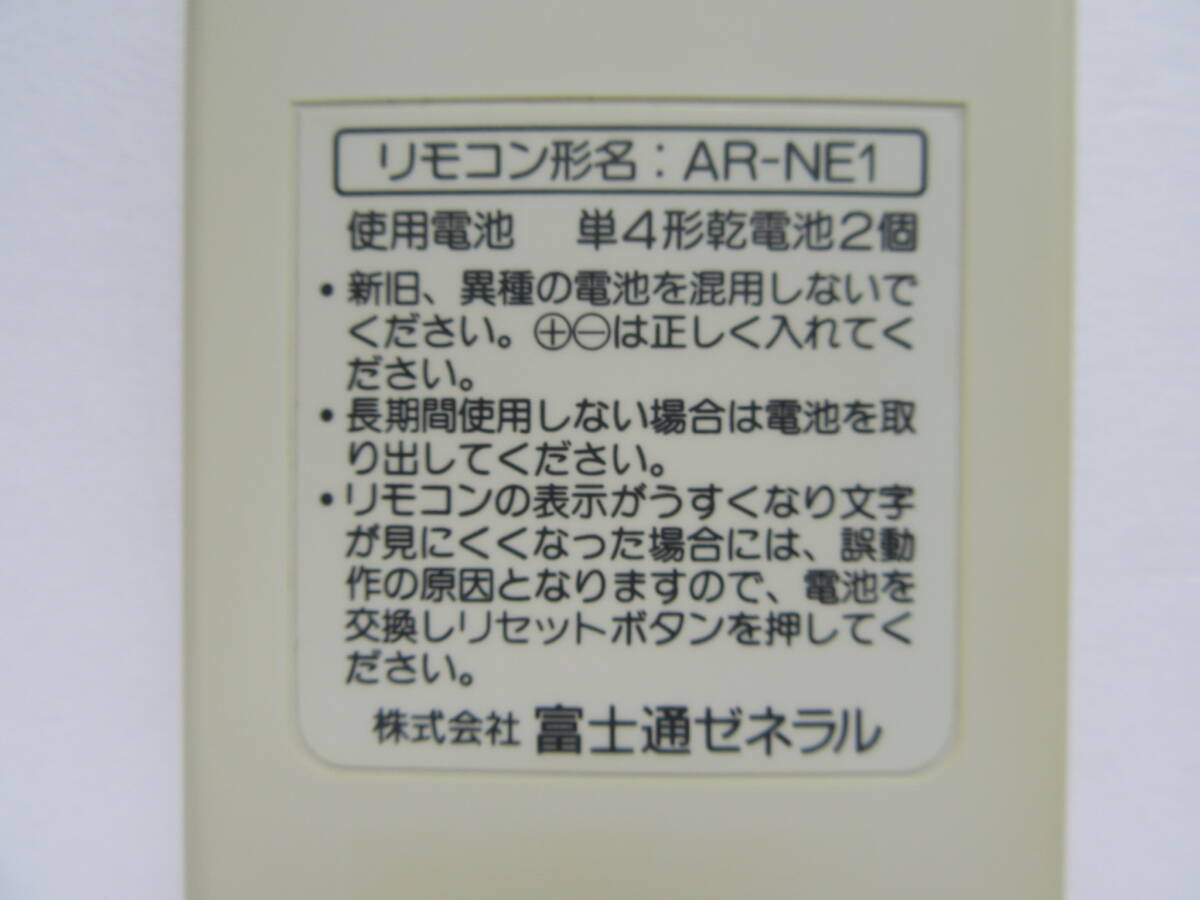 リモコン形名：AR-NE1
使用電池　単４形乾電池２個
•新旧、異種の電池を混用しないで
ください。⊕⊖は正しく入れてく
ださい。
•長期間使用しない場合は電池を取
り出してください。
•リモコンの表示がうすくなり文字
が見にくくなった場合には、誤動
作の原因となりますので、電池を
交換しリセットボタンを押してく
ださい。
株式会社 富士通ゼネラル